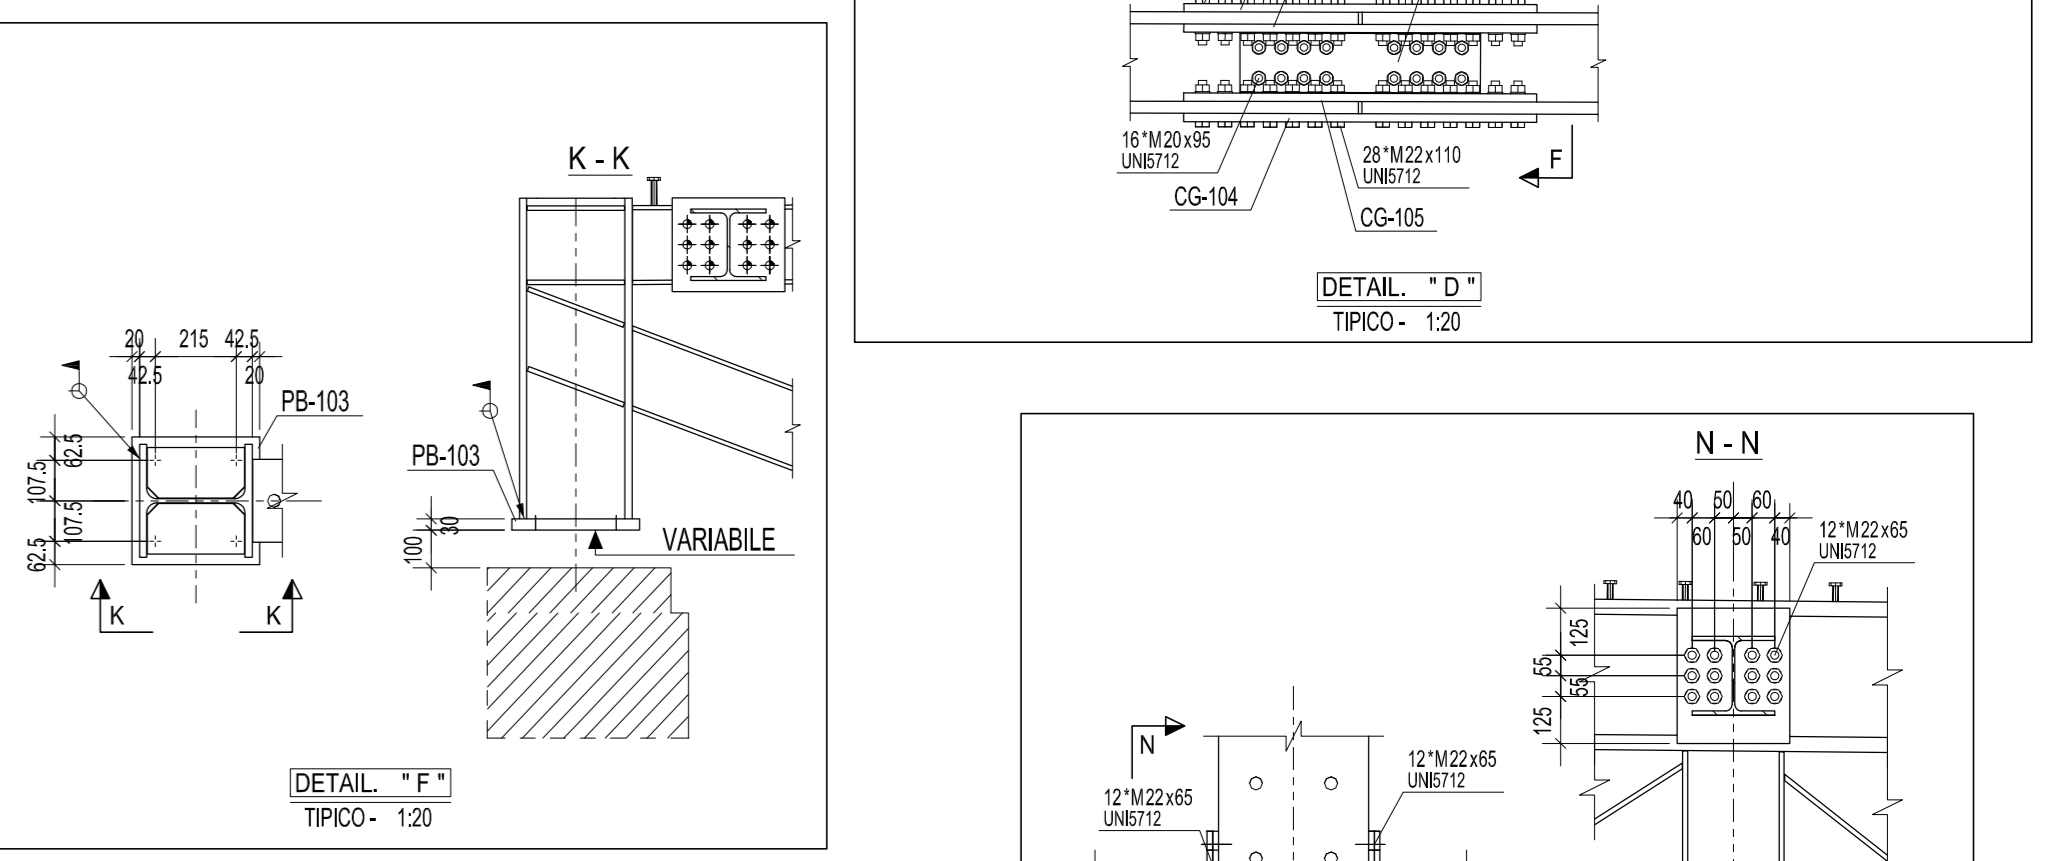 16*M20x95
UNI5712
28*M22x110
UNI5712
F
CG-104
CG-105
DETAIL. "D"
TIPICO - 1:20
K - K
20 215 42.5
42.5 20
PB-103
62.5
107.5
107.5
62.5
K K
PB-103
30
100
VARIABILE
DETAIL. "F"
TIPICO - 1:20
N - N
40 50 60
60 50 40
12*M22x65
UNI5712
125
55
55
125
N
12*M22x65
UNI5712
12*M22x65
UNI5712